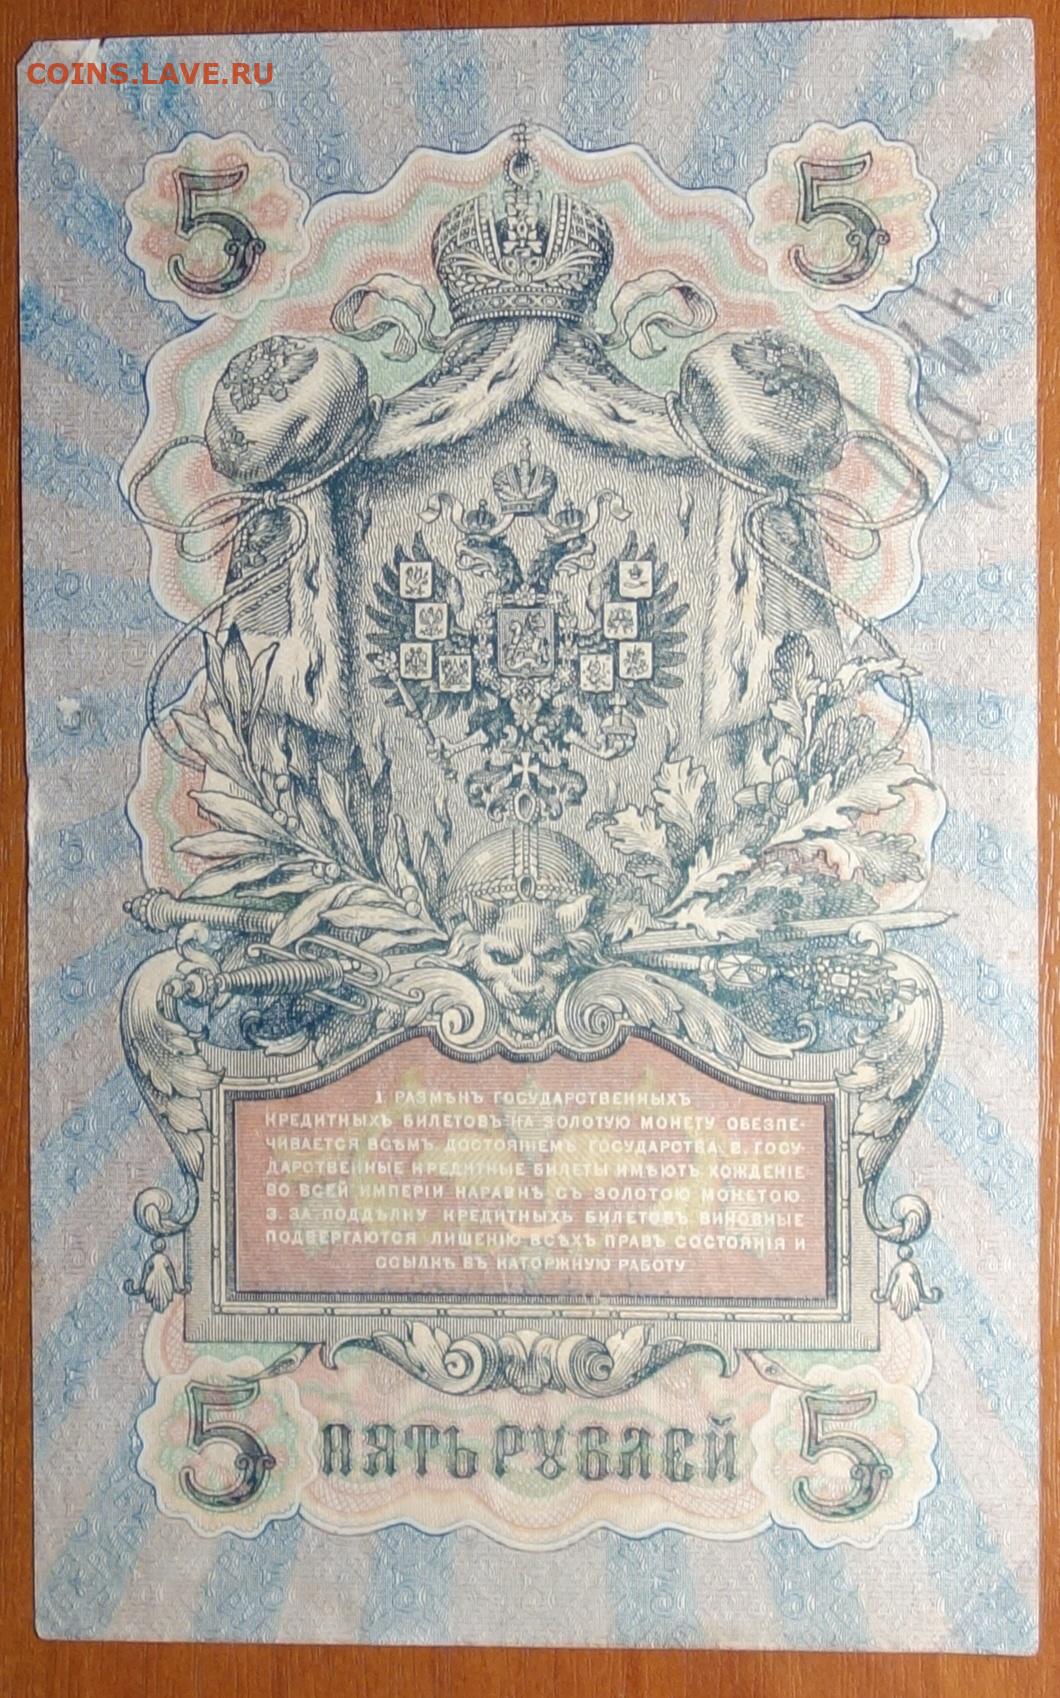 COINS.LAVE.RU
5 5
1. РАЗМѢНЪ ГОСУДАРСТВЕННЫХЪ
КРЕДИТНЫХЪ БИЛЕТОВЪ НА ЗОЛОТУЮ МОНЕТУ ОБЕЗПЕ-
ЧИВАЕТСЯ ВСѢМЪ ДОСТОЯНІЕМЪ ГОСУДАРСТВА. 2. ГОСУ-
ДАРСТВЕННЫЕ КРЕДИТНЫЕ БИЛЕТЫ ИМѢЮТЪ ХОЖДЕНІЕ
ВО ВСЕЙ ИМПЕРІИ НАРАВНѢ СЪ ЗОЛОТОЮ МОНЕТОЮ.
3. ЗА ПОДДѢЛКУ КРЕДИТНЫХЪ БИЛЕТОВЪ ВИНОВНЫЕ
ПОДВЕРГАЮТСЯ ЛИШЕНІЮ ВСѢХЪ ПРАВЪ СОСТОЯНІЯ И
ССЫЛКѢ ВЪ КАТОРЖНУЮ РАБОТУ
5 ПЯТЬ РУБЛЕЙ 5